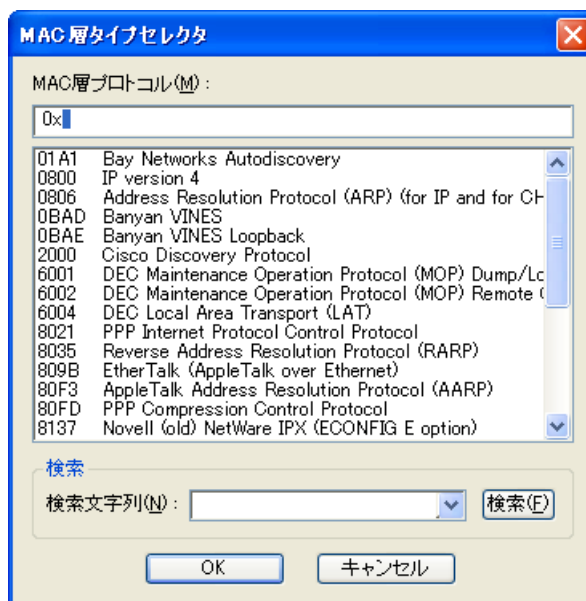 MAC層タイプセレクタ
MAC層プロトコル(M):
0x
01A1 Bay Networks Autodiscovery
0800 IP version 4
0806 Address Resolution Protocol (ARP) (for IP and for CH
0BAD Banyan VINES
0BAE Banyan VINES Loopback
2000 Cisco Discovery Protocol
6001 DEC Maintenance Operation Protocol (MOP) Dump/Lo
6002 DEC Maintenance Operation Protocol (MOP) Remote
6004 DEC Local Area Transport (LAT)
8021 PPP Internet Protocol Control Protocol
8035 Reverse Address Resolution Protocol (RARP)
809B EtherTalk (AppleTalk over Ethernet)
80F3 AppleTalk Address Resolution Protocol (AARP)
80FD PPP Compression Control Protocol
8137 Novell (old) NetWare IPX (ECONFIG E option)
検索
検索文字列(N): 検索(F)
OK キャンセル